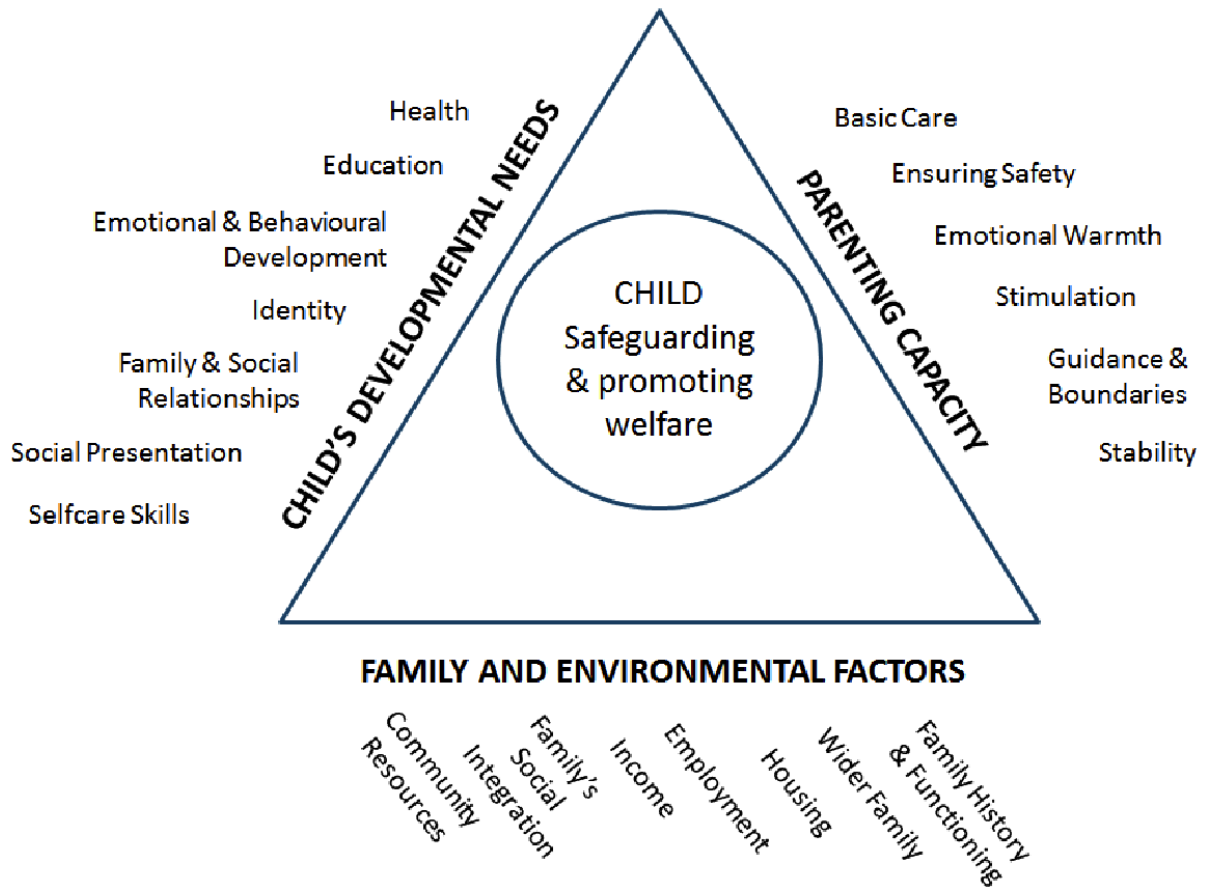 Health
Education
Emotional & Behavioural
Development
Identity
Family & Social
Relationships
Social Presentation
Selfcare Skills
CHILD'S DEVELOPMENTAL NEEDS
CHILD
Safeguarding
& promoting
welfare
PARENTING CAPACITY
Basic Care
Ensuring Safety
Emotional Warmth
Stimulation
Guidance &
Boundaries
Stability
FAMILY AND ENVIRONMENTAL FACTORS
Community
Resources
Family's
Social
Integration
Income
Employment
Housing
Wider Family
Family History
& Functioning